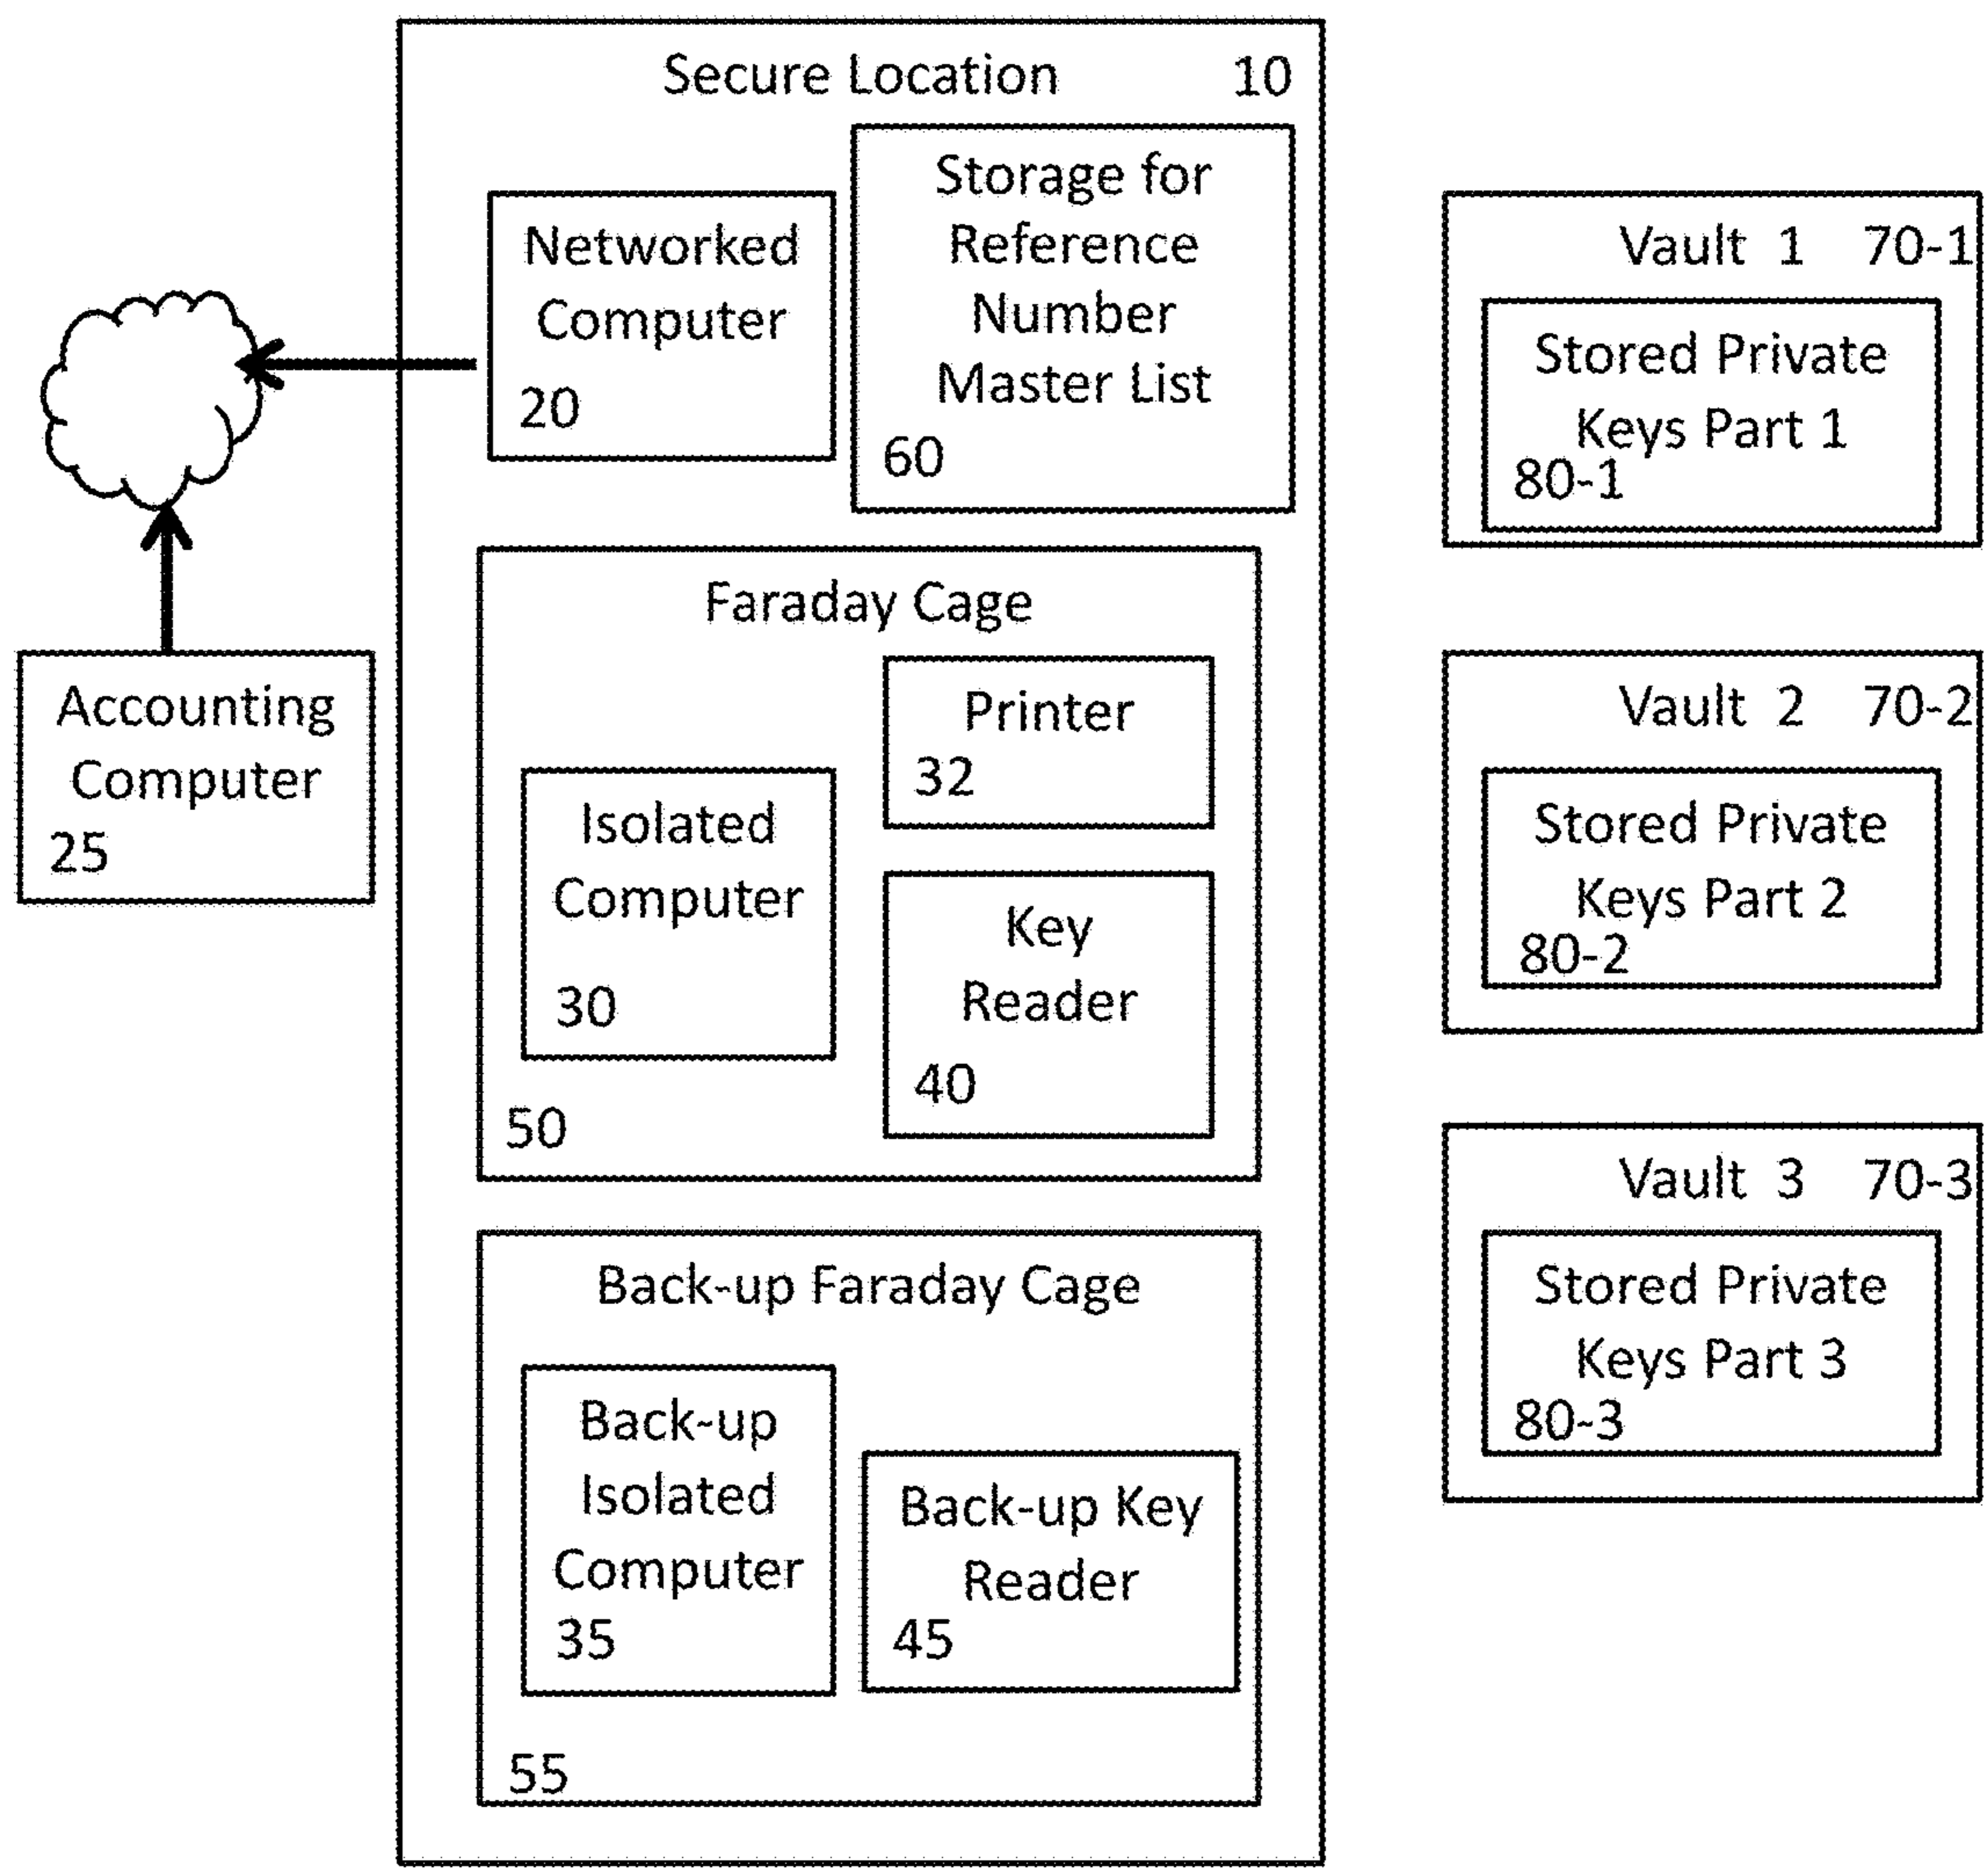 Secure Location 10
Networked
Computer
20
Storage for
Reference
Number
Master List
60
Accounting
Computer
25
Faraday Cage
Printer
32
Isolated
Computer
30
Key
Reader
40
50
Back-up Faraday Cage
Back-up
Isolated
Computer
35
Back-up Key
Reader
45
55
Vault 1 70-1
Stored Private
Keys Part 1
80-1
Vault 2 70-2
Stored Private
Keys Part 2
80-2
Vault 3 70-3
Stored Private
Keys Part 3
80-3